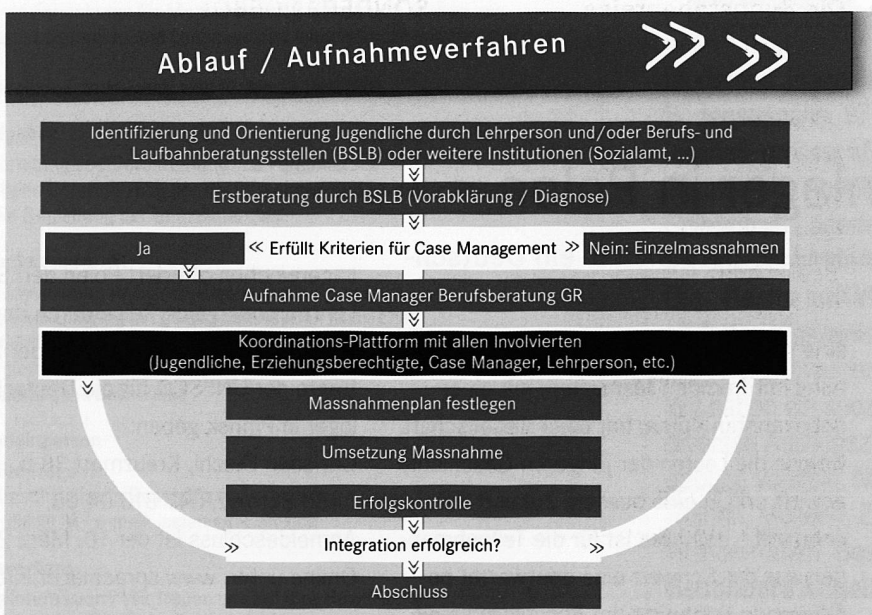 Ablauf / Aufnahmeverfahren
Identifizierung und Orientierung Jugendliche durch Lehrperson und/oder Berufs- und
Laufbahnberatungsstellen (BSLB) oder weitere Institutionen (Sozialamt, ...)
Erstberatung durch BSLB (Vorabklärung / Diagnose)
Ja « Erfüllt Kriterien für Case Management » Nein: Einzelmassnahmen
Aufnahme Case Manager Berufsberatung GR
Koordinations-Plattform mit allen Involvierten
(Jugendliche, Erziehungsberechtigte, Case Manager, Lehrperson, etc.)
Massnahmenplan festlegen
Umsetzung Massnahme
Erfolgskontrolle
Integration erfolgreich?
Abschluss